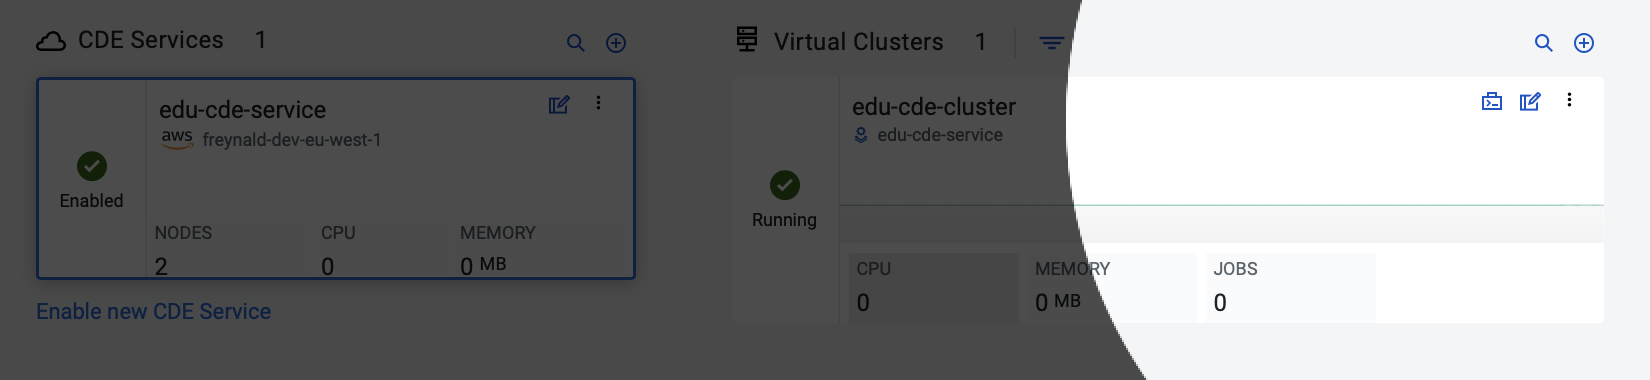 CDE Services 1
edu-cde-service
aws freynald-dev-eu-west-1
Enabled
NODES CPU MEMORY
2 0 0 MB
Enable new CDE Service
Virtual Clusters 1
edu-cde-cluster
edu-cde-service
Running
CPU MEMORY JOBS
0 0 MB 0